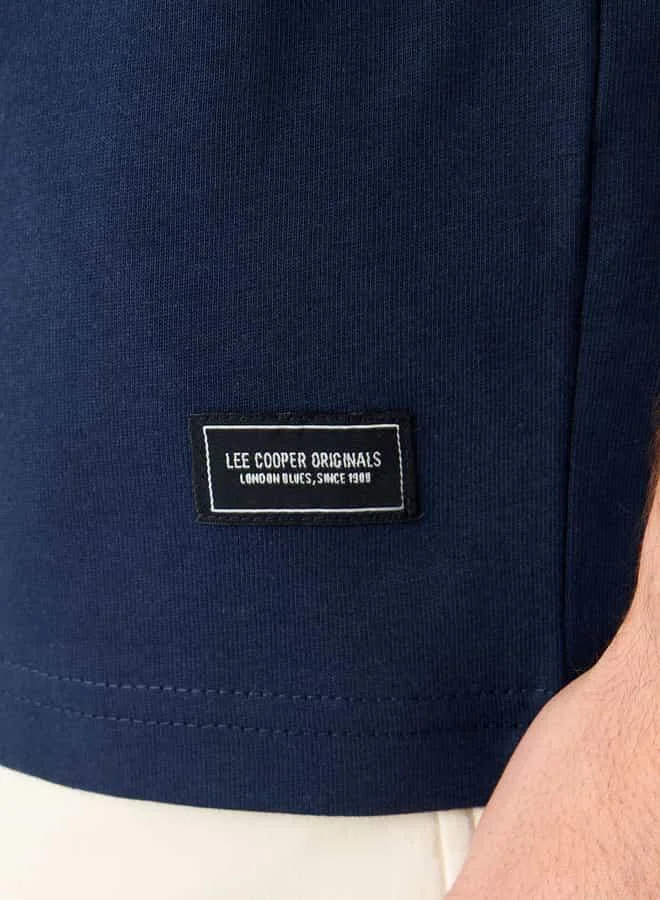 LEE COOPER ORIGINALS
LONDON BLUES, SINCE 1908